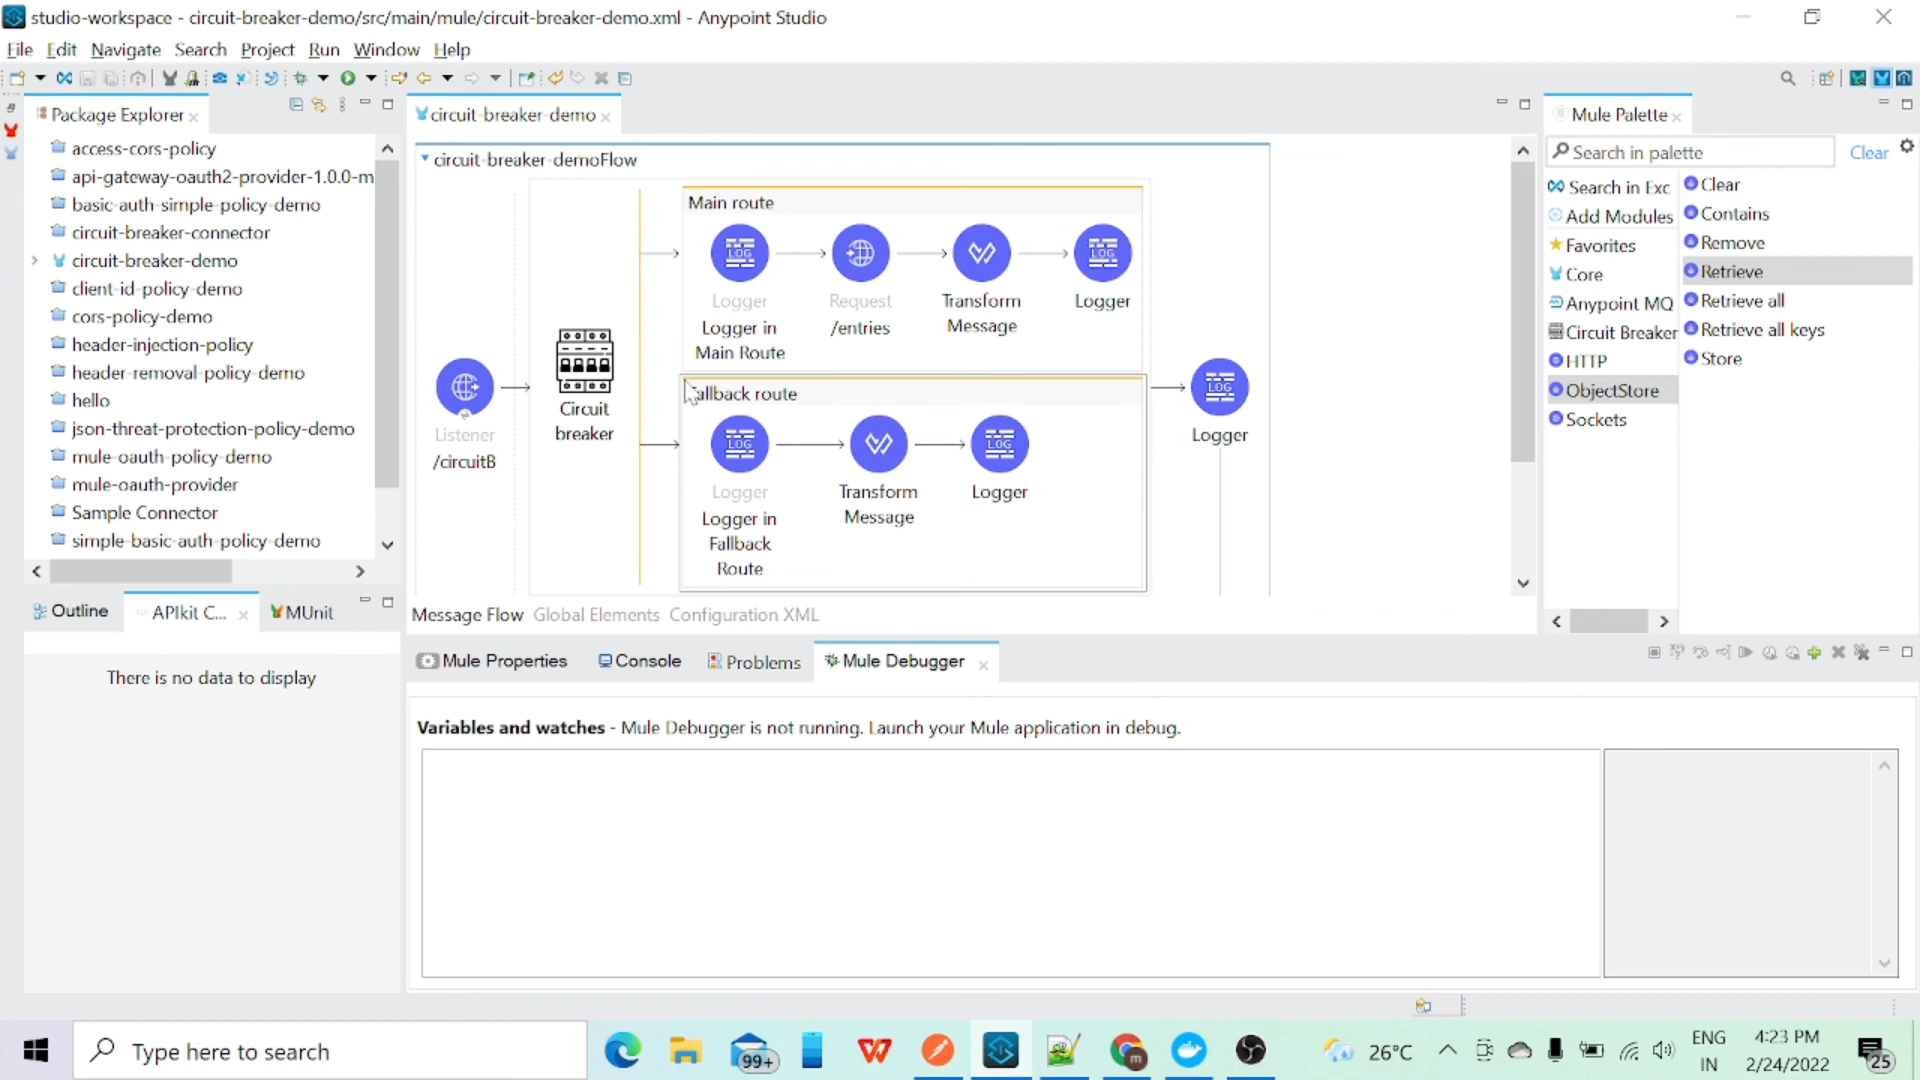 studio-workspace - circuit-breaker-demo/src/main/mule/circuit-breaker-demo.xml - Anypoint Studio
File Edit Navigate Search Project Run Window Help
Package Explorer
access-cors-policy
api-gateway-oauth2-provider-1.0.0-m
basic-auth-simple-policy-demo
circuit-breaker-connector
circuit-breaker-demo
client-id-policy-demo
cors-policy-demo
header-injection-policy
header-removal-policy-demo
hello
json-threat-protection-policy-demo
mule-oauth-policy-demo
mule-oauth-provider
Sample Connector
simple-basic-auth-policy-demo
Outline APIkit C... MUnit
There is no data to display
circuit-breaker-demo
circuit-breaker-demoFlow
Main route
LOG LOG
Logger Request Transform Logger
Logger in /entries Message
Main Route
Listener
/circuitB
Circuit
breaker
allback route
LOG LOG
Logger Transform Logger
Logger in Message
Fallback
Route
LOG
Logger
Message Flow Global Elements Configuration XML
Mule Palette
Search in palette Clear
Search in Exc
Add Modules
Favorites
Core
Anypoint MQ
Circuit Breaker
HTTP
ObjectStore
Sockets
Clear
Contains
Remove
Retrieve
Retrieve all
Retrieve all keys
Store
Mule Properties Console Problems Mule Debugger
Variables and watches - Mule Debugger is not running. Launch your Mule application in debug.
Type here to search
99+
m
26°C
ENG
IN
4:23 PM
2/24/2022
25